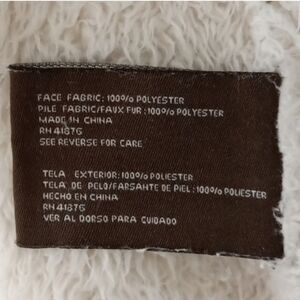 FACE FABRIC: 100% POLYESTER
PILE FABRIC/FAUX FUR: 100% POLYESTER
MADE IN CHINA
RN 41876
SEE REVERSE FOR CARE
TELA EXTERIOR: 100% POLIESTER
TELA DE PELO/FARSANTE DE PIEL: 100% POLIESTER
HECHO EN CHINA
RN 41876
VER AL DORSO PARA CUIDADO